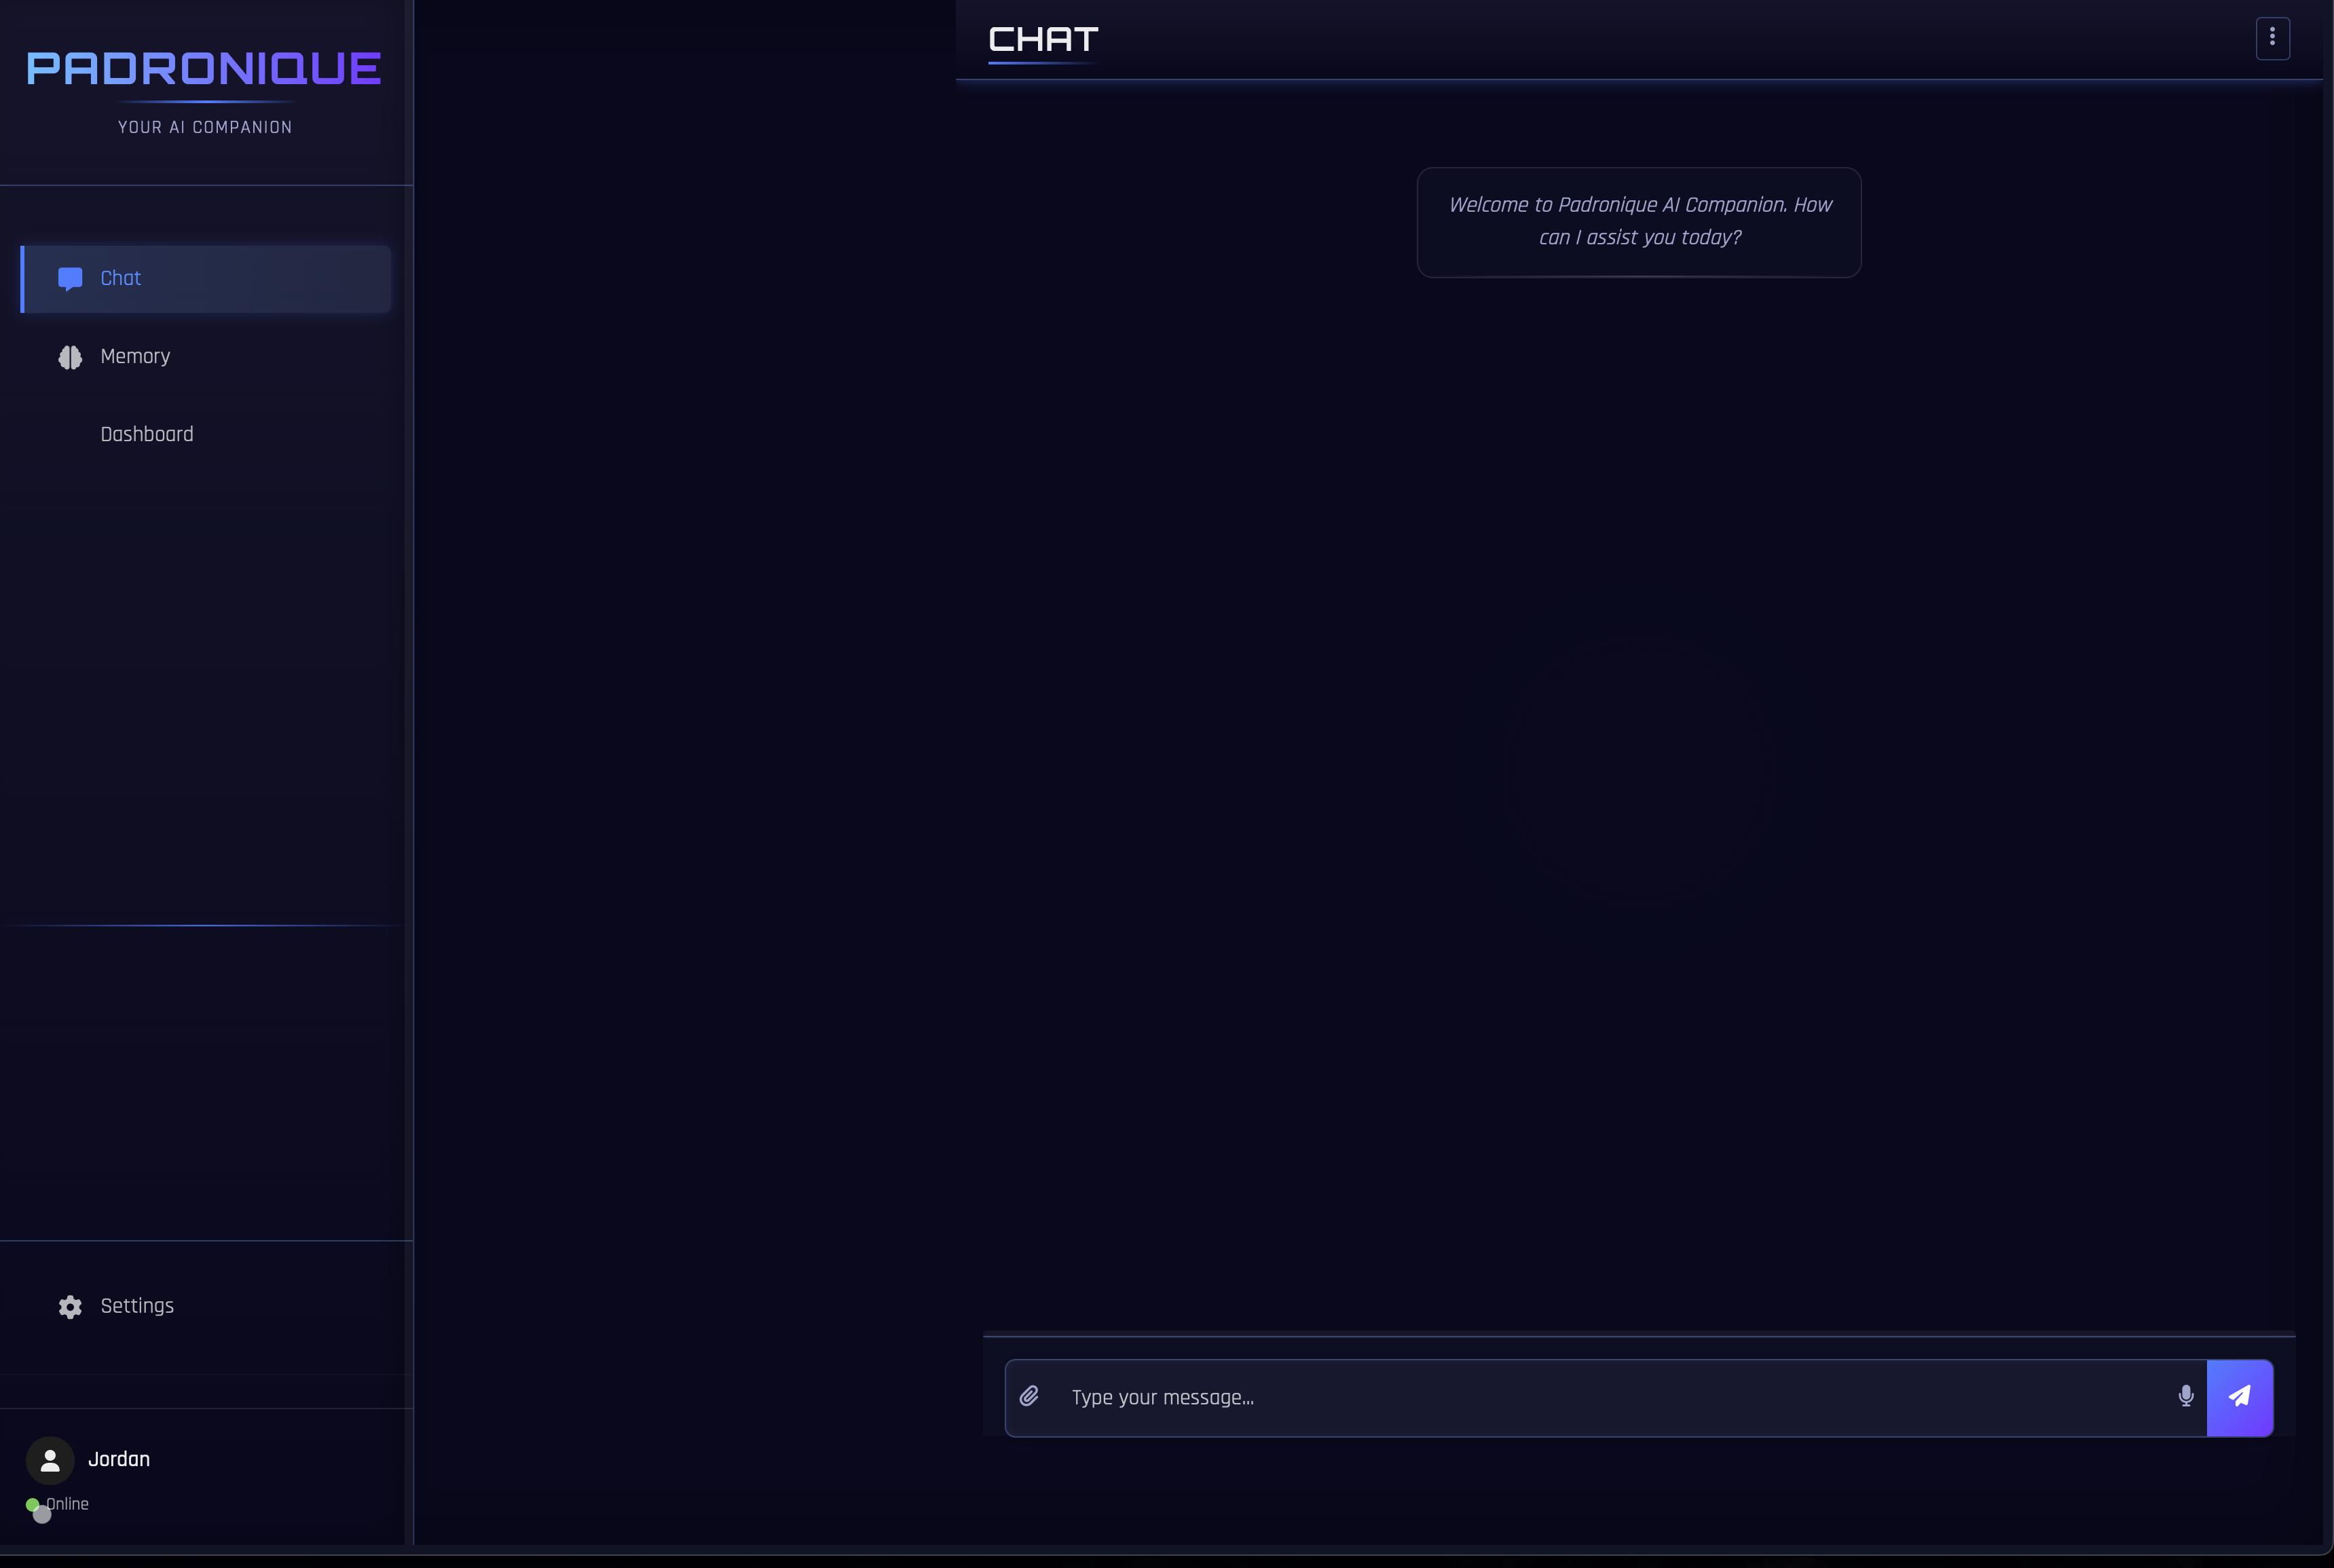 PADRONIQUE
YOUR AI COMPANION
Chat
Memory
Dashboard
Settings
Jordan
Online
CHAT
Welcome to Padronique AI Companion. How
can I assist you today?
Type your message...